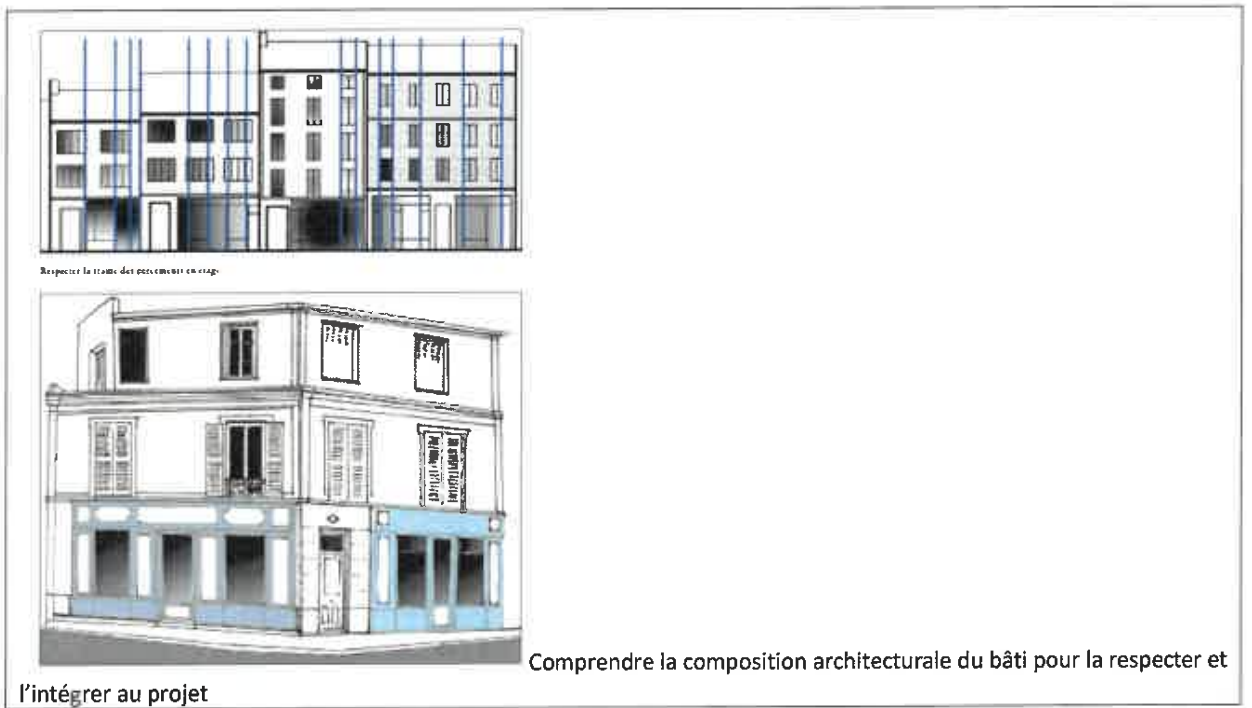 Respecter la trame des percements en étage
Comprendre la composition architecturale du bâti pour la respecter et
l'intégrer au projet